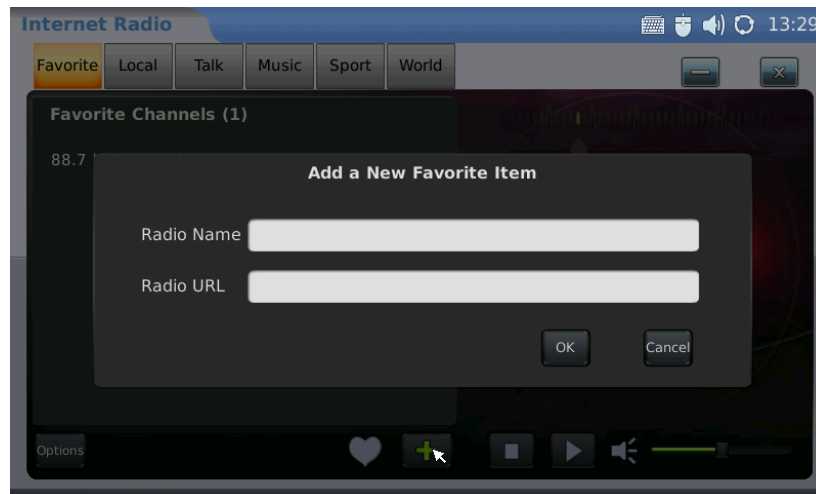 Internet Radio 13:29
Favorite Local Talk Music Sport World
Favorite Channels (1)
88.7
Add a New Favorite Item
Radio Name
Radio URL
OK Cancel
Options